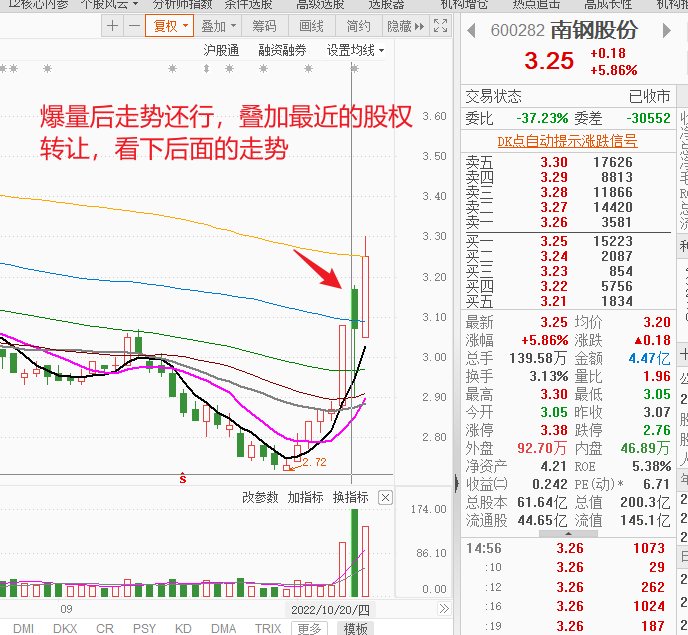 L2核心内参 个股风云 分析师指数 条件选股 高级选股 选股器 机构增仓 热点追击 高成长性
复权 叠加 筹码 画线 简约 隐藏
沪股通 融资融券 设置均线
爆量后走势还行，叠加最近的股权
转让，看下后面的走势
3.60
3.50
3.40
3.30
3.20
3.10
3.00
2.90
2.80
2.72
S
改参数 加指标 换指标
174.00
86.10
0.00
09 2022/10/20/四
DMI DKX CR PSY KD DMA TRIX 更多 模板
600282 南钢股份
3.25 +0.18
+5.86%
交易状态 已收市
委比 -37.23% 委差 -30552
DK点自动提示涨跌信号
卖五 3.30 17626
卖四 3.29 8813
卖三 3.28 11866
卖二 3.27 14420
卖一 3.26 3581
买一 3.25 15223
买二 3.24 2087
买三 3.23 854
买四 3.22 5756
买五 3.21 1834
最新 3.25 均价 3.20
涨幅 +5.86% 涨跌 ▲0.18
总手 139.58万 金额 4.47亿
换手 3.13% 量比 1.96
最高 3.30 最低 3.05
今开 3.05 昨收 3.07
涨停 3.38 跌停 2.76
外盘 92.70万 内盘 46.89万
净资产 4.21 ROE 5.38%
收益㈡ 0.242 PE(动)* 6.71
总股本 61.64亿 总值 200.3亿
流通股 44.65亿 流值 145.1亿
14:56 3.26 1073
:10 3.26 29
:12 3.26 262
:16 3.26 1024
:19 3.26 187